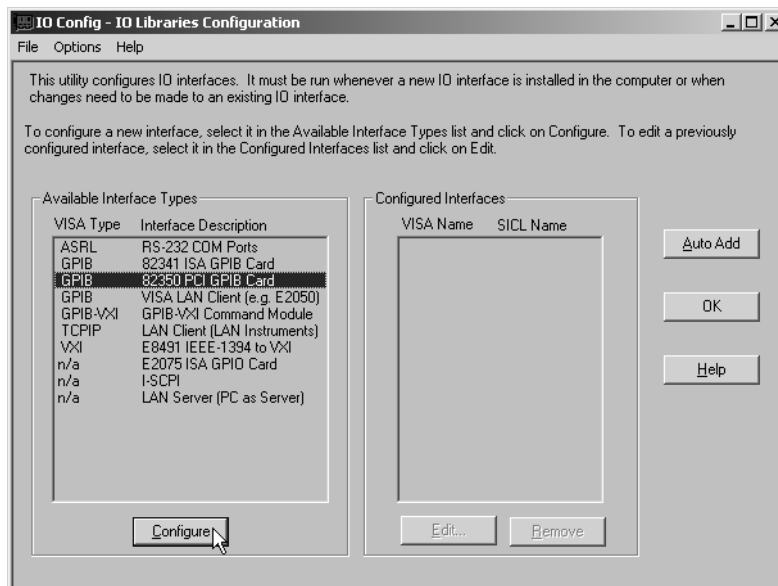 IO Config - IO Libraries Configuration
File Options Help
This utility configures IO interfaces. It must be run whenever a new IO interface is installed in the computer or when
changes need to be made to an existing IO interface.
To configure a new interface, select it in the Available Interface Types list and click on Configure. To edit a previously
configured interface, select it in the Configured Interfaces list and click on Edit.
Available Interface Types
VISA Type Interface Description
ASRL RS-232 COM Ports
GPIB 82341 ISA GPIB Card
GPIB 82350 PCI GPIB Card
GPIB VISA LAN Client (e.g. E2050)
GPIB-VXI GPIB-VXI Command Module
TCPIP LAN Client (LAN Instruments)
VXI E8491 IEEE-1394 to VXI
n/a E2075 ISA GPIO Card
n/a I-SCPI
n/a LAN Server (PC as Server)
Configure
Configured Interfaces
VISA Name SICL Name
Edit...
Remove
Auto Add
OK
Help